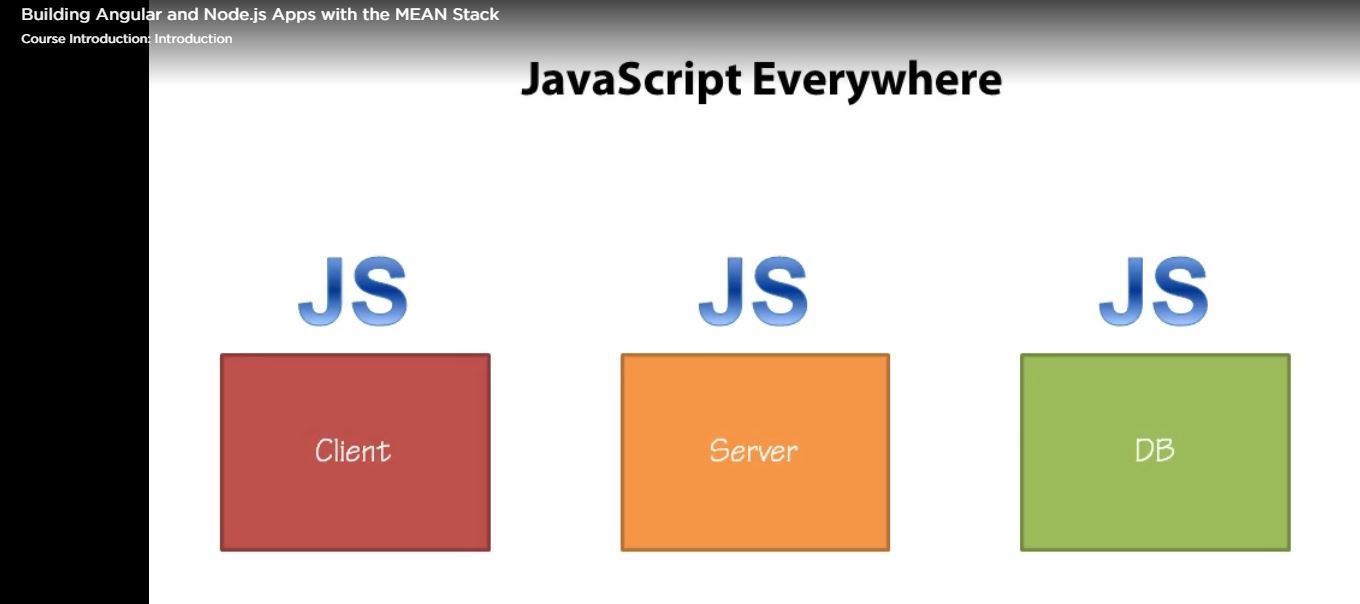 Building Angular and Node.js Apps with the MEAN Stack
Course Introduction: Introduction
JavaScript Everywhere
JS JS JS
Client Server DB